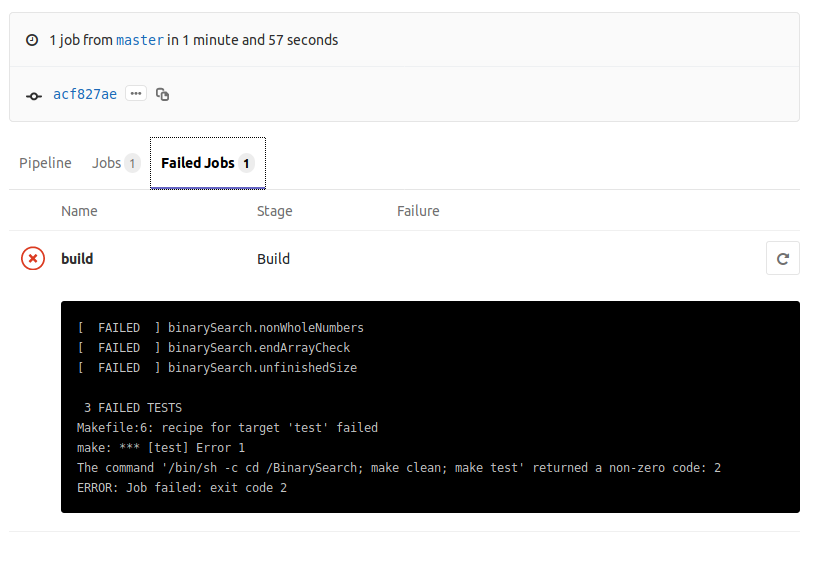 1 job from master in 1 minute and 57 seconds
acf827ae
Pipeline Jobs 1 Failed Jobs 1
Name Stage Failure
build Build
[  FAILED  ] binarySearch.nonWholeNumbers
[  FAILED  ] binarySearch.endArrayCheck
[  FAILED  ] binarySearch.unfinishedSize
3 FAILED TESTS
Makefile:6: recipe for target 'test' failed
make: *** [test] Error 1
The command '/bin/sh -c cd /BinarySearch; make clean; make test' returned a non-zero code: 2
ERROR: Job failed: exit code 2